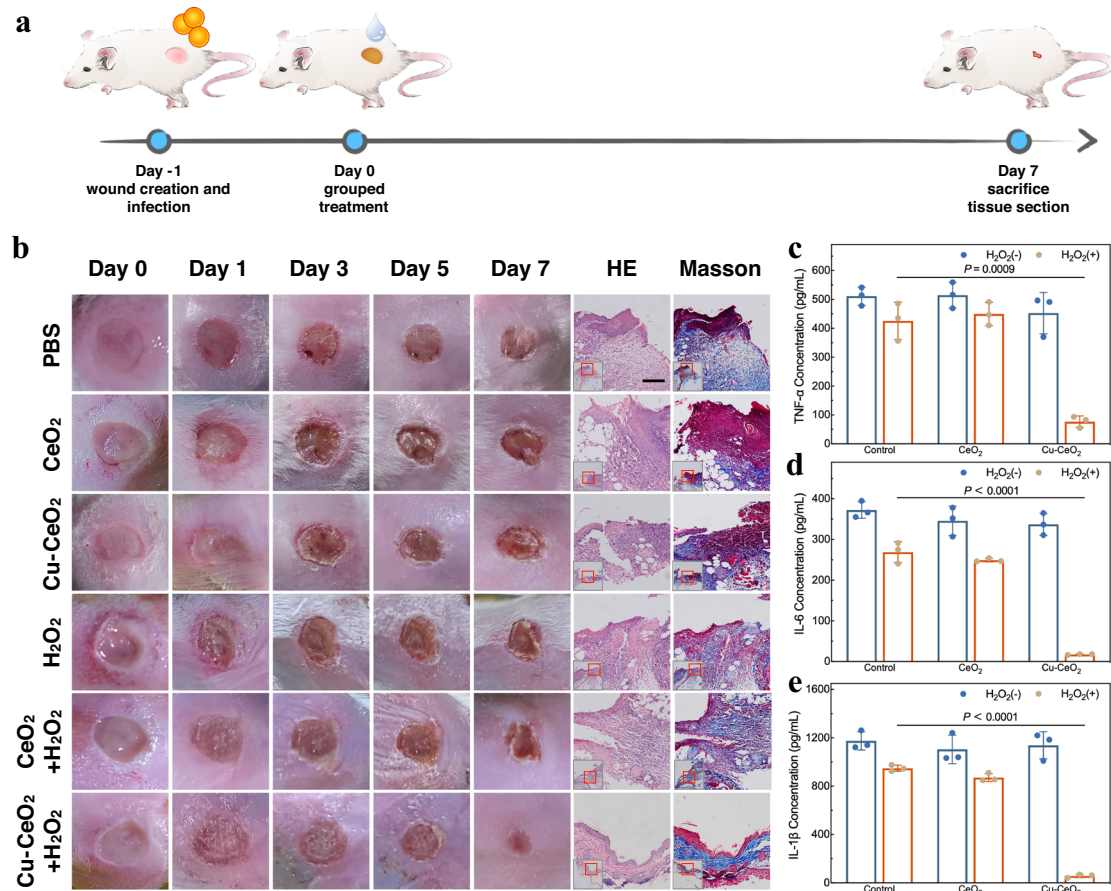 a
Day -1
wound creation and
infection
Day 0
grouped
treatment
Day 7
sacrifice
tissue section
b
Day 0 Day 1 Day 3 Day 5 Day 7 HE Masson
PBS
CeO₂
Cu-CeO₂
H₂O₂
CeO₂
+H₂O₂
Cu-CeO₂
+H₂O₂
c
H₂O₂(-) H₂O₂(+)
P = 0.0009
TNF-α Concentration (pg/mL)
600
500
400
300
200
100
0
Control CeO₂ Cu-CeO₂
d
H₂O₂(-) H₂O₂(+)
P < 0.0001
IL-6 Concentration (pg/mL)
400
300
200
100
0
Control CeO₂ Cu-CeO₂
e
H₂O₂(-) H₂O₂(+)
P < 0.0001
IL-1β Concentration (pg/mL)
1600
1200
800
400
0
Control CeO₂ Cu-CeO₂